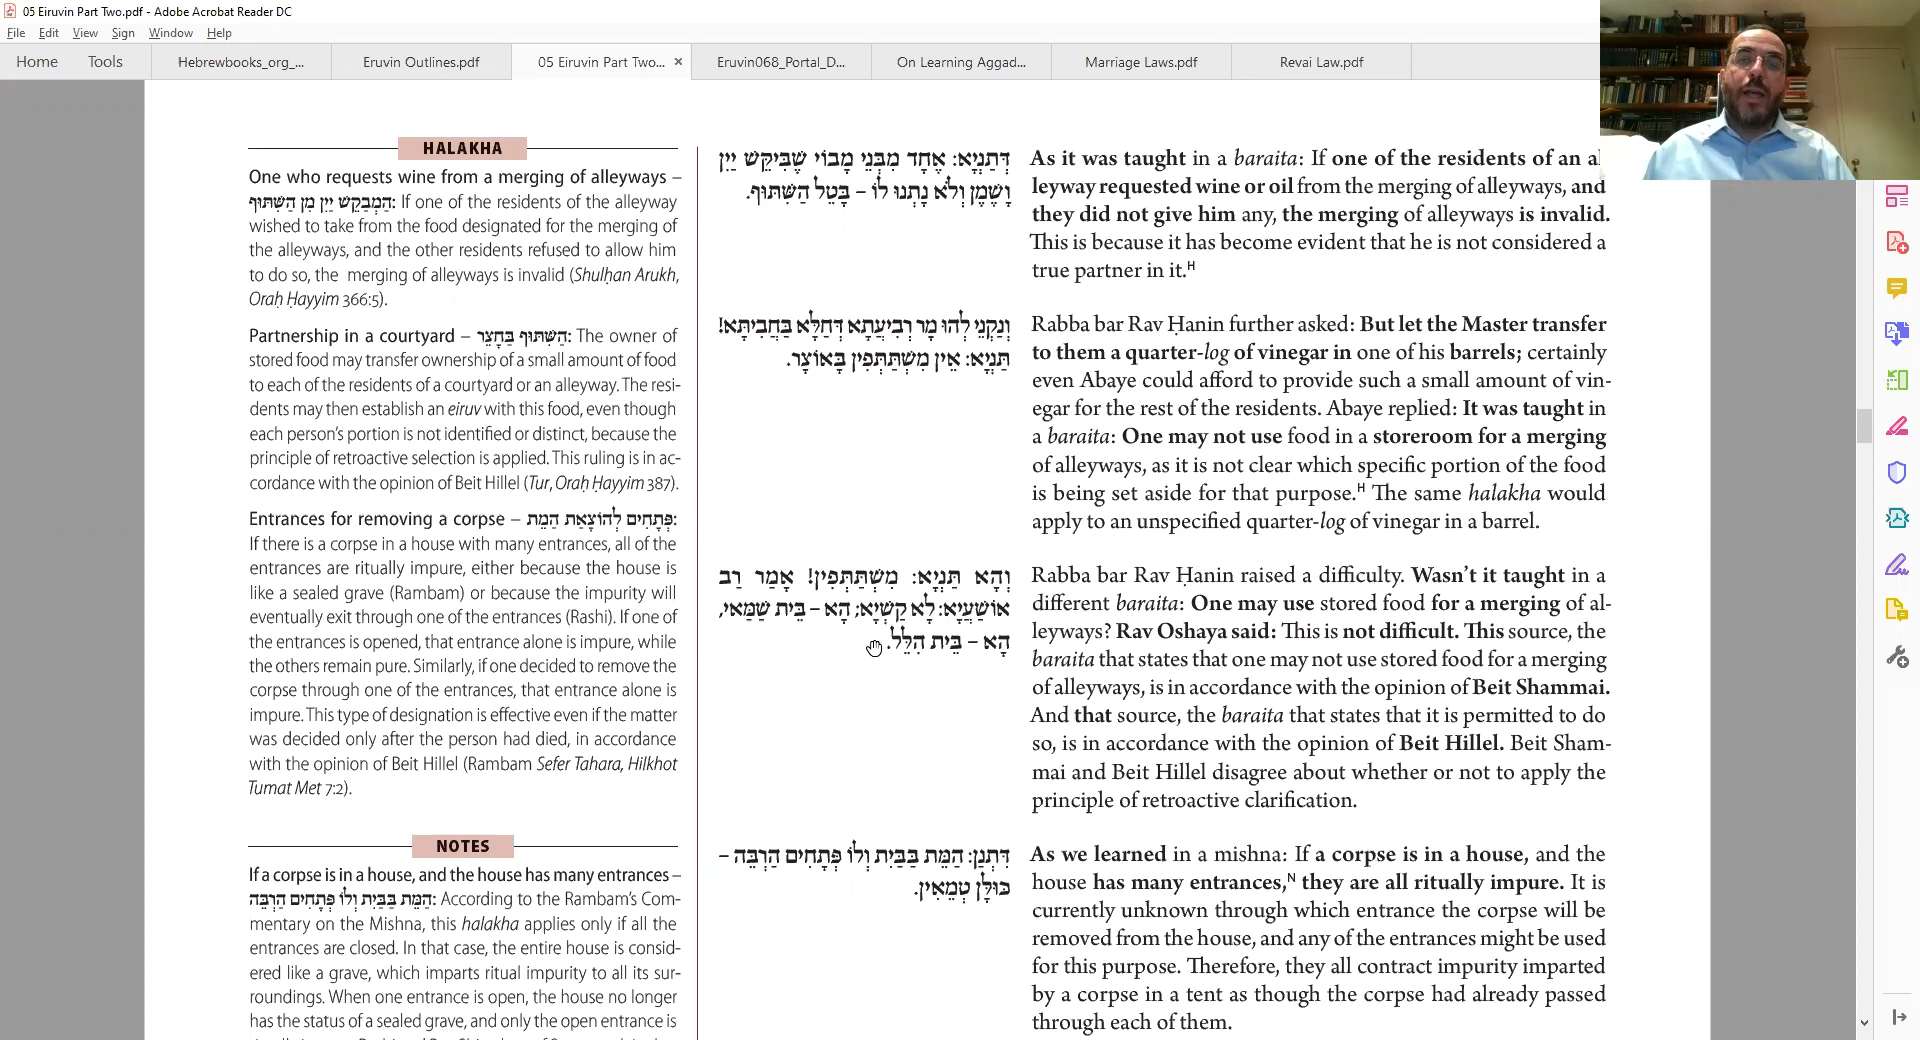 05 Eiruvin Part Two.pdf - Adobe Acrobat Reader DC
File Edit View Sign Window Help
Home Tools Hebrewbooks_org_... Eruvin Outlines.pdf 05 Eiruvin Part Two... × Eruvin068_Portal_D... On Learning Aggad... Marriage Laws.pdf Revai Law.pdf
HALAKHA
One who requests wine from a merging of alleyways –
הַמְבַקֵּשׁ יַיִן מִן הַשִּׁתּוּף: If one of the residents of the alleyway
wished to take from the food designated for the merging of
the alleyways, and the other residents refused to allow him
to do so, the merging of alleyways is invalid (Shulḥan Arukh,
Oraḥ Ḥayyim 366:5).
Partnership in a courtyard – הַשִּׁתּוּף בֶּחָצֵר: The owner of
stored food may transfer ownership of a small amount of food
to each of the residents of a courtyard or an alleyway. The resi-
dents may then establish an eiruv with this food, even though
each person's portion is not identified or distinct, because the
principle of retroactive selection is applied. This ruling is in ac-
cordance with the opinion of Beit Hillel (Tur, Oraḥ Ḥayyim 387).
Entrances for removing a corpse – פְּתָחִים לְהוֹצָאַת הַמֵּת:
If there is a corpse in a house with many entrances, all of the
entrances are ritually impure, either because the house is
like a sealed grave (Rambam) or because the impurity will
eventually exit through one of the entrances (Rashi). If one of
the entrances is opened, that entrance alone is impure, while
the others remain pure. Similarly, if one decided to remove the
corpse through one of the entrances, that entrance alone is
impure. This type of designation is effective even if the matter
was decided only after the person had died, in accordance
with the opinion of Beit Hillel (Rambam Sefer Tahara, Hilkhot
Tumat Met 7:2).
NOTES
If a corpse is in a house, and the house has many entrances –
הַמֵּת בַּבַּיִת וְלוֹ פְּתָחִים הַרְבֵּה: According to the Rambam's Com-
mentary on the Mishna, this halakha applies only if all the
entrances are closed. In that case, the entire house is consid-
ered like a grave, which imparts ritual impurity to all its sur-
roundings. When one entrance is open, the house no longer
has the status of a sealed grave, and only the open entrance is
דְּתַנְיָא: אֶחָד מִבְּנֵי מָבוֹי שֶׁבִּיקֵּשׁ יַיִן
וָשֶׁמֶן וְלֹא נָתְנוּ לוֹ – בָּטֵל הַשִּׁתּוּף.
וְנַקְנֵי לְהוּ מָר רְבִיעֲתָא דְּחַלָּא בְּחָבִיתָא!
תַּנְיָא: אֵין מִשְׁתַּתְּפִין בָּאוֹצָר.
וְהָא תַּנְיָא: מִשְׁתַּתְּפִין! אָמַר רַב
אוֹשַׁעְיָא: לָא קַשְׁיָא; הָא – בֵּית שַׁמַּאי,
הָא – בֵּית הִלֵּל.
דִּתְנַן: הַמֵּת בַּבַּיִת וְלוֹ פְּתָחִים הַרְבֵּה –
כּוּלָּן טְמֵאִין.
As it was taught in a baraita: If one of the residents of an al
leyway requested wine or oil from the merging of alleyways, and
they did not give him any, the merging of alleyways is invalid.
This is because it has become evident that he is not considered a
true partner in it.ᴴ
Rabba bar Rav Ḥanin further asked: But let the Master transfer
to them a quarter-log of vinegar in one of his barrels; certainly
even Abaye could afford to provide such a small amount of vin-
egar for the rest of the residents. Abaye replied: It was taught in
a baraita: One may not use food in a storeroom for a merging
of alleyways, as it is not clear which specific portion of the food
is being set aside for that purpose.ᴴ The same halakha would
apply to an unspecified quarter-log of vinegar in a barrel.
Rabba bar Rav Ḥanin raised a difficulty. Wasn't it taught in a
different baraita: One may use stored food for a merging of al-
leyways? Rav Oshaya said: This is not difficult. This source, the
baraita that states that one may not use stored food for a merging
of alleyways, is in accordance with the opinion of Beit Shammai.
And that source, the baraita that states that it is permitted to do
so, is in accordance with the opinion of Beit Hillel. Beit Sham-
mai and Beit Hillel disagree about whether or not to apply the
principle of retroactive clarification.
As we learned in a mishna: If a corpse is in a house, and the
house has many entrances,ᴺ they are all ritually impure. It is
currently unknown through which entrance the corpse will be
removed from the house, and any of the entrances might be used
for this purpose. Therefore, they all contract impurity imparted
by a corpse in a tent as though the corpse had already passed
through each of them.